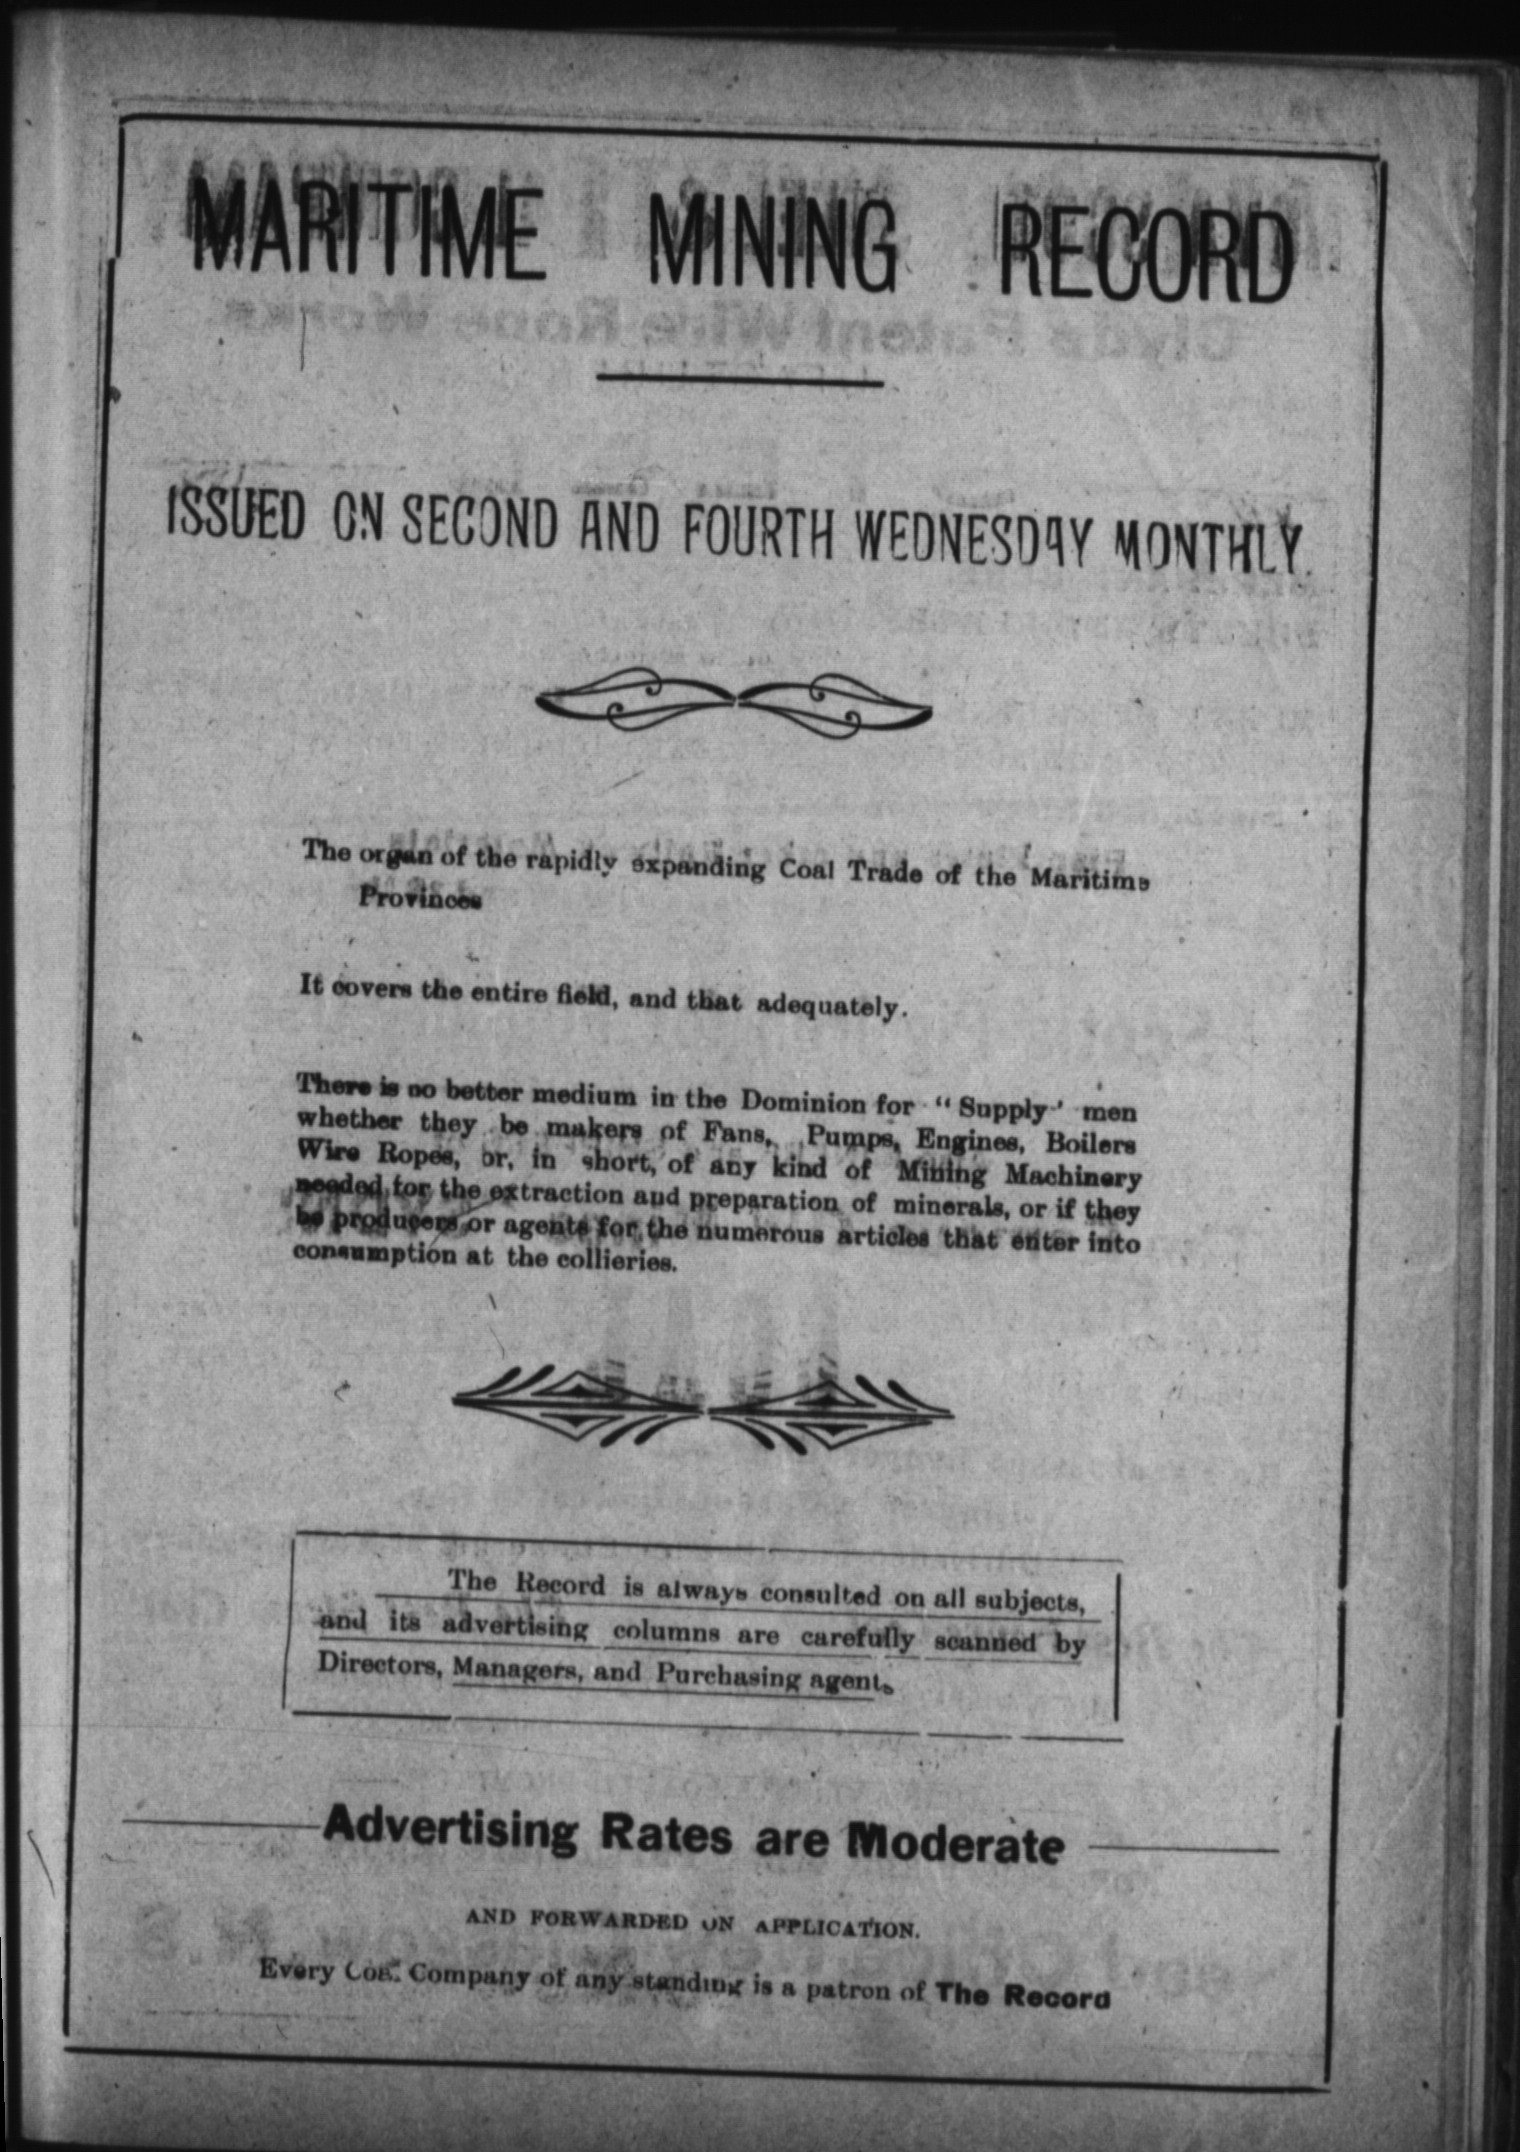 MARITIME MINING RECORD
ISSUED ON SECOND AND FOURTH WEDNESDAY MONTHLY.
The organ of the rapidly expanding Coal Trade of the Maritime
Provinces
It covers the entire field, and that adequately.
There is no better medium in the Dominion for "Supply' men
whether they be makers of Fans, Pumps, Engines, Boilers
Wire Ropes, or, in short, of any kind of Mining Machinery
needed for the extraction and preparation of minerals, or if they
be producers or agents for the numerous articles that enter into
consumption at the collieries.
The Record is always consulted on all subjects,
and its advertising columns are carefully scanned by
Directors, Managers, and Purchasing agents
Advertising Rates are Moderate
AND FORWARDED ON APPLICATION.
Every Coal Company of any standing is a patron of The Record